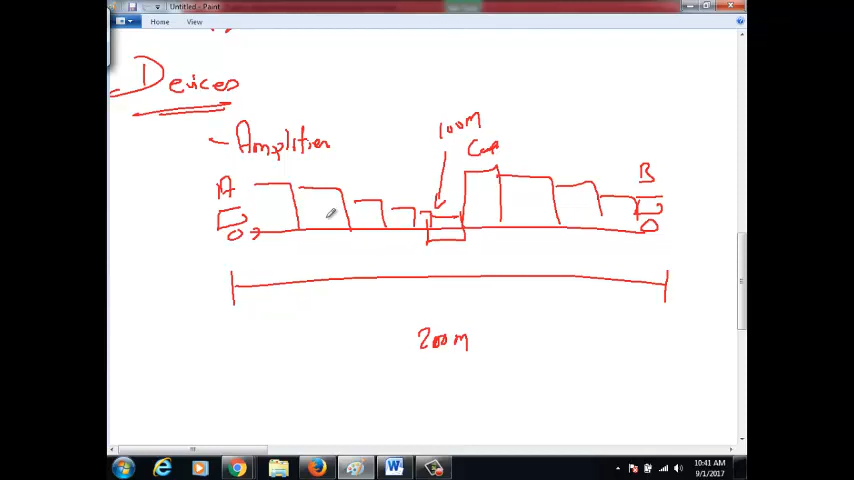 Untitled - Paint
Home View
Devices
- Amplifier
100M
A
B
200M
10:41 AM
9/1/2017